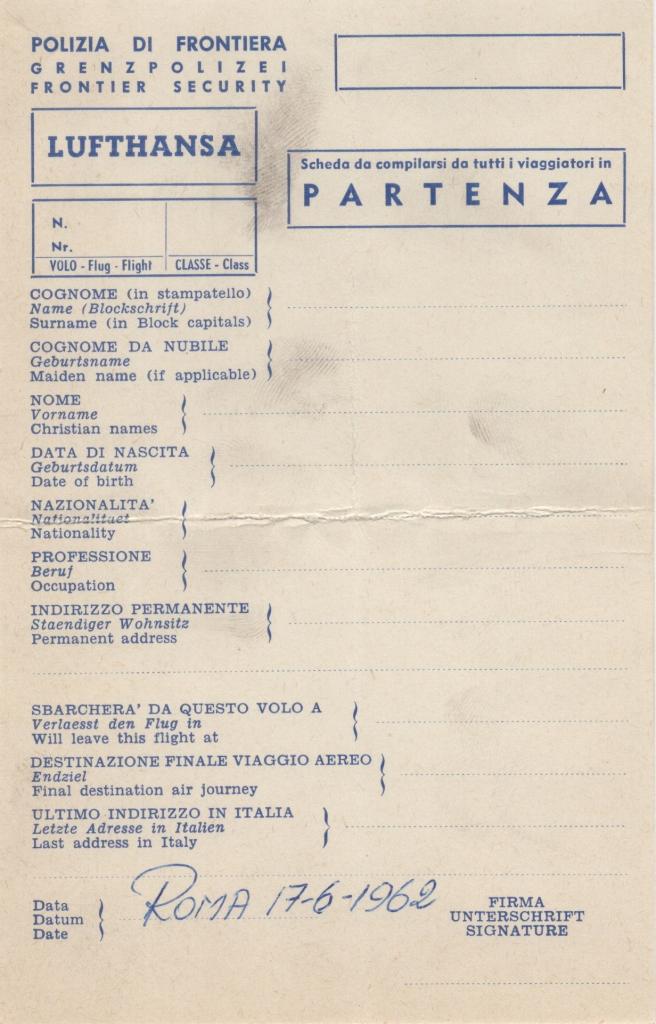 POLIZIA DI FRONTIERA
GRENZPOLIZEI
FRONTIER SECURITY
LUFTHANSA
Scheda da compilarsi da tutti i viaggiatori in
PARTENZA
N.
Nr.
VOLO - Flug - Flight CLASSE - Class
COGNOME (in stampatello)
Name (Blockschrift)
Surname (in Block capitals)
COGNOME DA NUBILE
Geburtsname
Maiden name (if applicable)
NOME
Vorname
Christian names
DATA DI NASCITA
Geburtsdatum
Date of birth
NAZIONALITA'
Nationalitaet
Nationality
PROFESSIONE
Beruf
Occupation
INDIRIZZO PERMANENTE
Staendiger Wohnsitz
Permanent address
SBARCHERA' DA QUESTO VOLO A
Verlaesst den Flug in
Will leave this flight at
DESTINAZIONE FINALE VIAGGIO AEREO
Endziel
Final destination air journey
ULTIMO INDIRIZZO IN ITALIA
Letzte Adresse in Italien
Last address in Italy
Data
Datum
Date
ROMA 17-6-1962
FIRMA
UNTERSCHRIFT
SIGNATURE